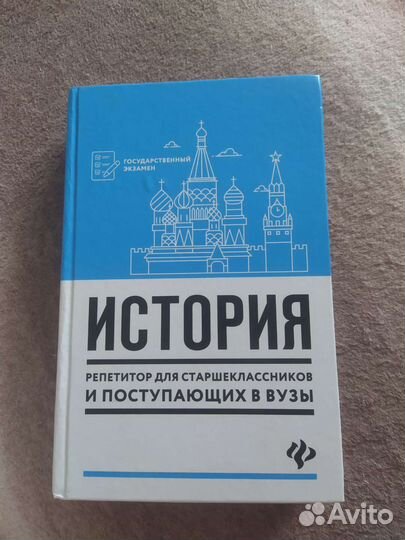 ГОСУДАРСТВЕННЫЙ
ЭКЗАМЕН
ИСТОРИЯ
РЕПЕТИТОР ДЛЯ СТАРШЕКЛАССНИКОВ
И ПОСТУПАЮЩИХ В ВУЗЫ
Avito